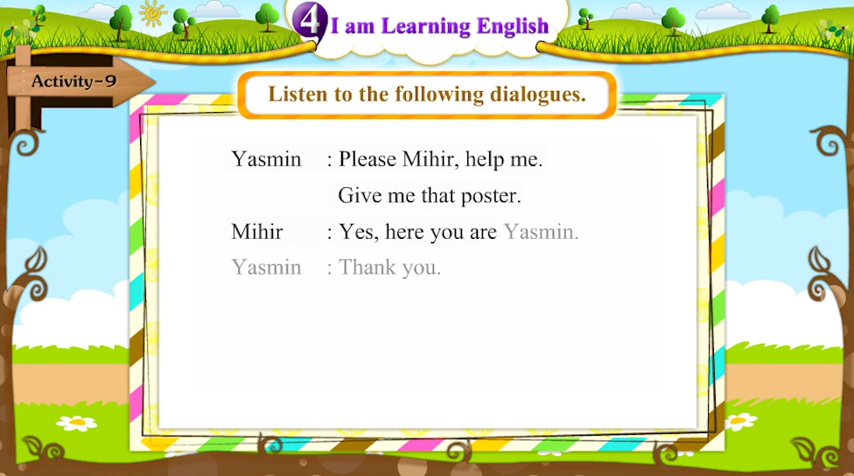 4 I am Learning English
Activity-9
Listen to the following dialogues.
Yasmin : Please Mihir, help me.
Give me that poster.
Mihir : Yes, here you are Yasmin.
Yasmin : Thank you.